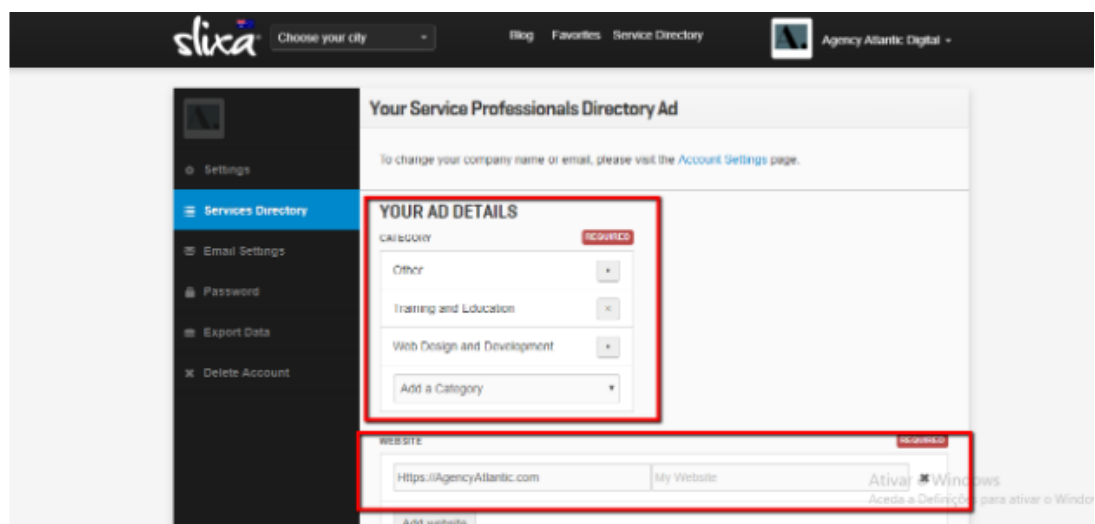 slixa
Choose your city
Blog Favorites Service Directory
Agency Atlantic Digital
Your Service Professionals Directory Ad
To change your company name or email, please visit the Account Settings page.
Settings
Services Directory
Email Settings
Password
Export Data
Delete Account
YOUR AD DETAILS
CATEGORY REQUIRED
Other
Training and Education
Web Design and Development
Add a Category
WEBSITE REQUIRED
Https://AgencyAtlantic.com My Website
Add website
Ativar o Windows
Aceda a Definições para ativar o Windo